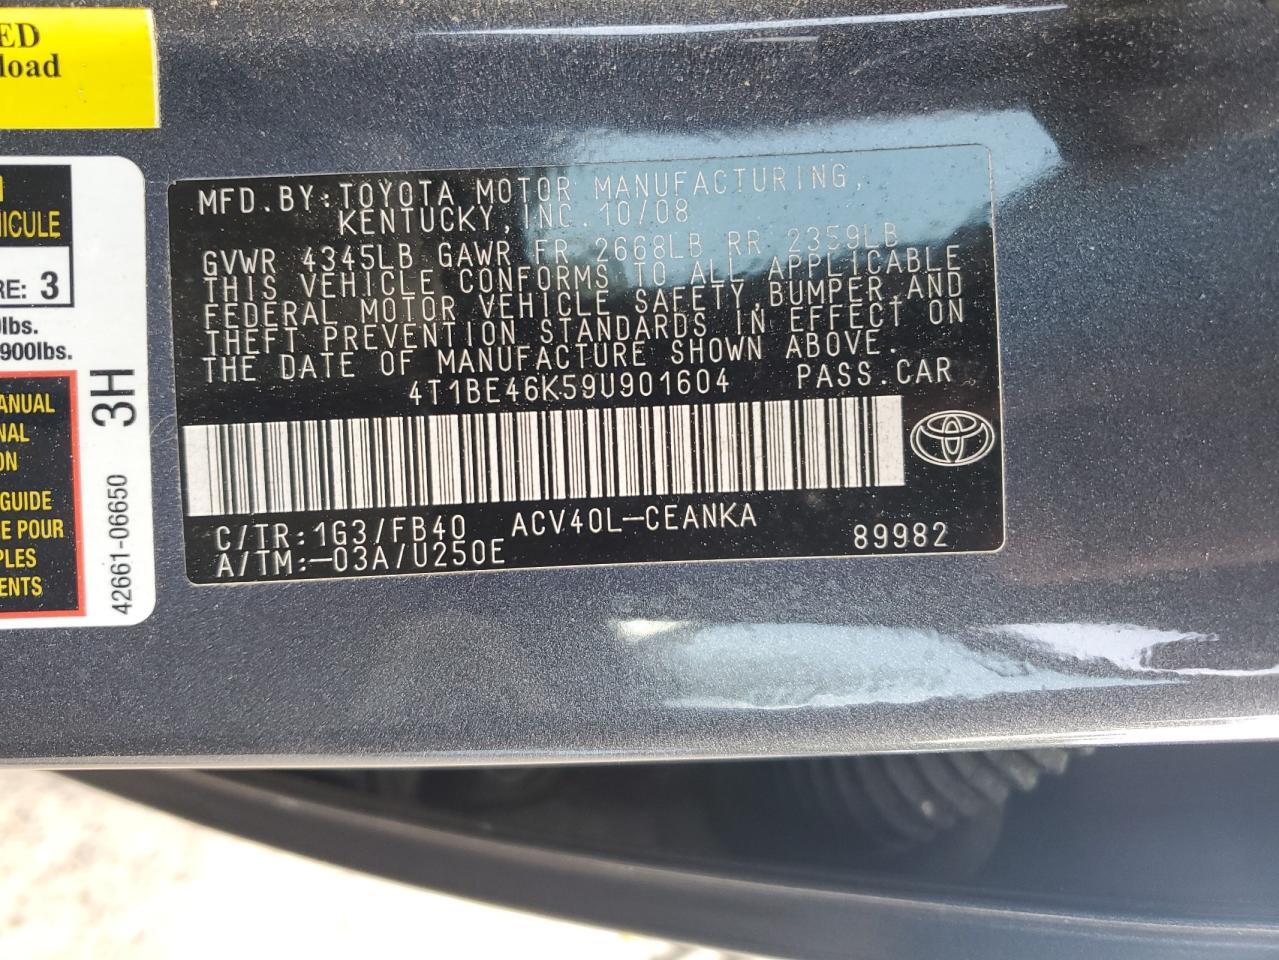 ED
load
ICULE
RE: 3
lbs.
900lbs.
ANUAL
NAL
ON
GUIDE
E POUR
PLES
ENTS
3H
42661-06650
MFD.BY:TOYOTA MOTOR MANUFACTURING,
KENTUCKY,INC.10/08
GVWR 4345LB GAWR FR 2668LB RR 2359LB
THIS VEHICLE CONFORMS TO ALL APPLICABLE
FEDERAL MOTOR VEHICLE SAFETY,BUMPER,AND
THEFT PREVENTION STANDARDS IN EFFECT ON
THE DATE OF MANUFACTURE SHOWN ABOVE.
4T1BE46K59U901604 PASS.CAR
C/TR:1G3/FB40 ACV40L-CEANKA
A/TM:-03A/U250E 89982